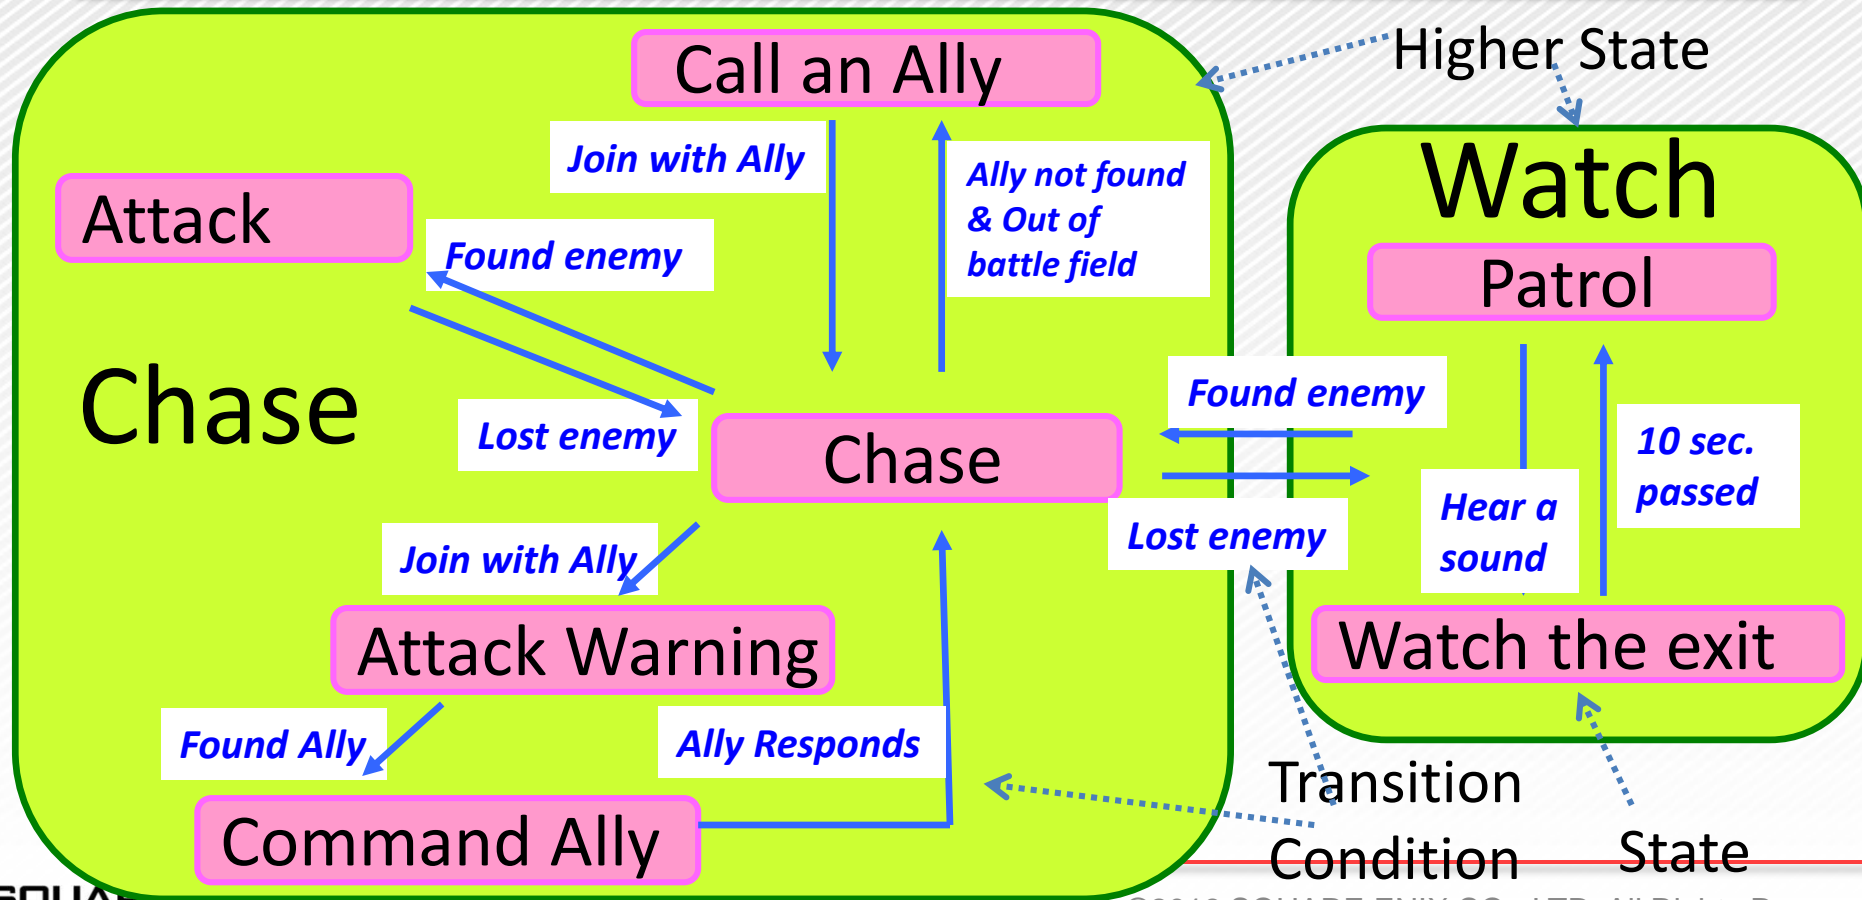 Call an Ally
Higher State
Join with Ally
Ally not found
& Out of
battle field
Watch
Attack
Found enemy
Patrol
Chase
Found enemy
Lost enemy
Chase
10 sec.
passed
Hear a
sound
Lost enemy
Join with Ally
Attack Warning
Watch the exit
Found Ally
Ally Responds
Transition
Condition
State
Command Ally